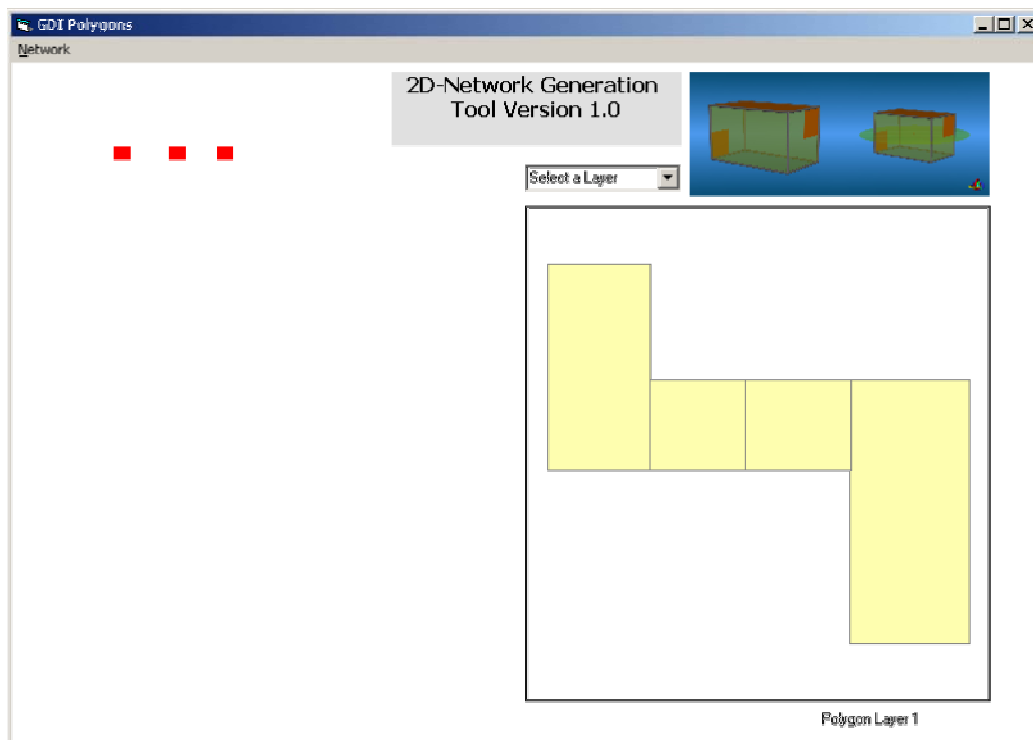 GDI Polygons
Network
2D-Network Generation
Tool Version 1.0
Select a Layer
Polygon Layer 1